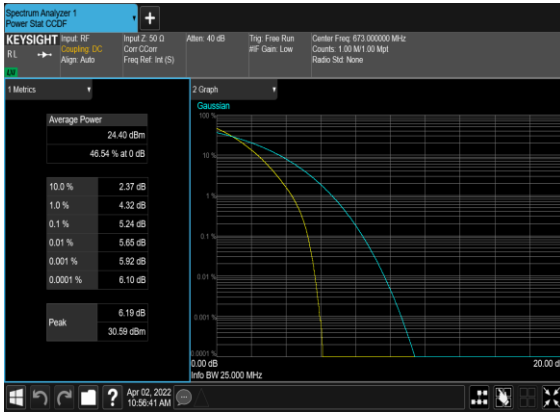 Spectrum Analyzer 1
Power Stat CCDF
KEYSIGHT
RL
LV
Input: RF
Coupling: DC
Align: Auto
Input Z: 50 Ω
Corr CCorr
Freq Ref: Int (S)
Atten: 40 dB
Trig: Free Run
#IF Gain: Low
Center Freq: 673.000000 MHz
Counts: 1.00 M/1.00 Mpt
Radio Std: None
1 Metrics
Average Power
24.40 dBm
46.54 % at 0 dB
10.0 % 2.37 dB
1.0 % 4.32 dB
0.1 % 5.24 dB
0.01 % 5.65 dB
0.001 % 5.92 dB
0.0001 % 6.10 dB
Peak
6.19 dB
30.59 dBm
2 Graph
Gaussian
100 %
10 %
1 %
0.1 %
0.01 %
0.001 %
0.0001 %
0.00 dB
20.00 d
Info BW 25.000 MHz
?
Apr 02, 2022
10:56:41 AM